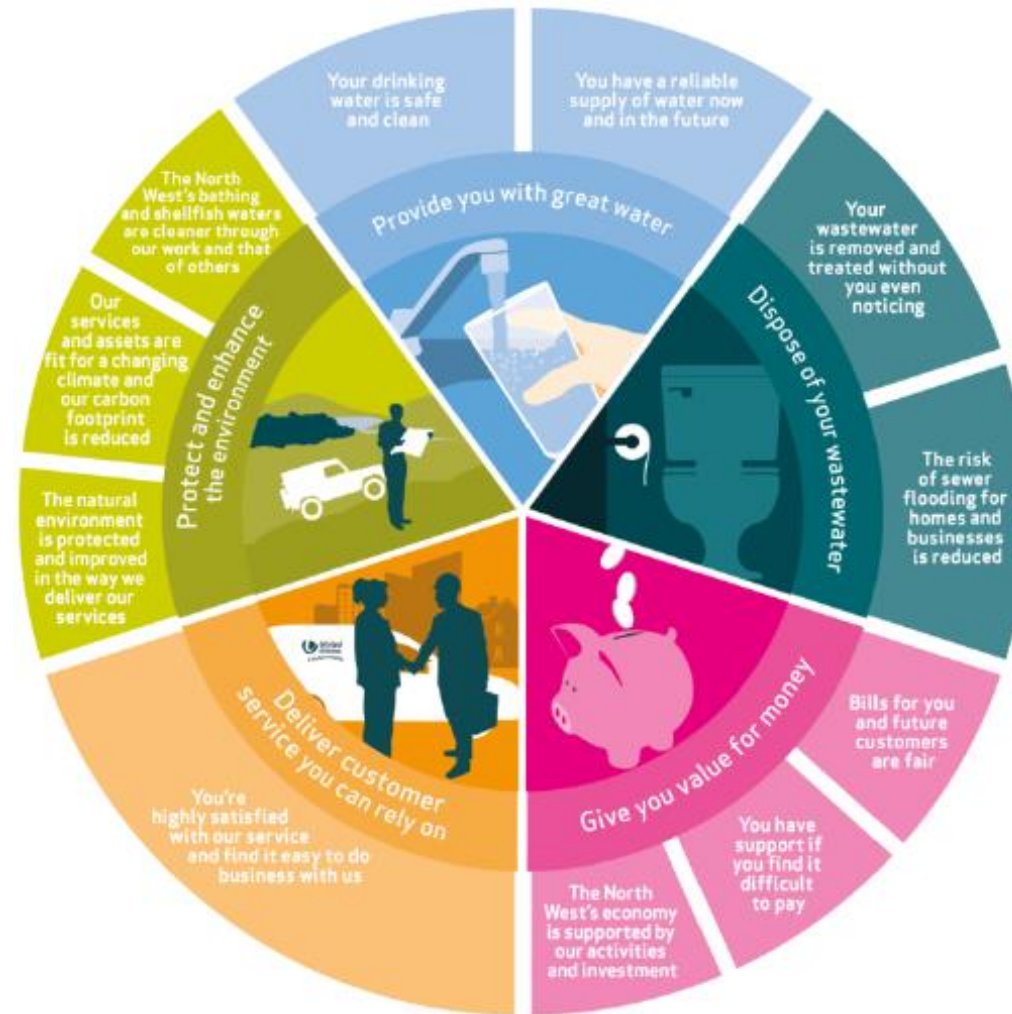 Your drinking
water is safe
and clean
You have a reliable
supply of water now
and in the future
Provide you with great water
Your
wastewater
is removed and
treated without
you even
noticing
The risk
of sewer
flooding for
homes and
businesses
is reduced
Dispose of your wastewater
Bills for you
and future
customers
are fair
You have
support if
you find it
difficult
to pay
The North
West's economy
is supported by
our activities
and investment
Give you value for money
You're
highly satisfied
with our service
and find it easy to do
business with us
Deliver customer
service you can rely on
The natural
environment
is protected
and improved
in the way we
deliver our
services
Our
services
and assets are
fit for a changing
climate and
our carbon
footprint
is reduced
The North
West's bathing
and shellfish waters
are cleaner through
our work and that
of others
Protect and enhance
the environment